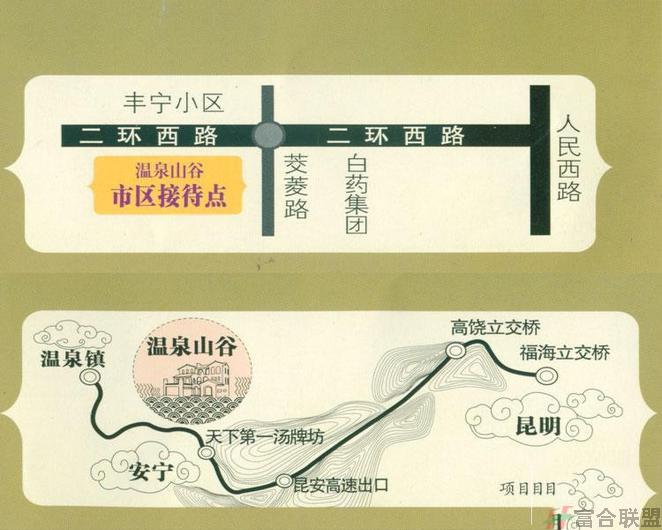 丰宁小区
二环西路
二环西路
人民西路
温泉山谷
市区接待点
茭菱路
白药集团
高饶立交桥
福海立交桥
温泉山谷
温泉镇
昆明
天下第一汤牌坊
安宁
昆安高速出口
项目目目
富合联盟